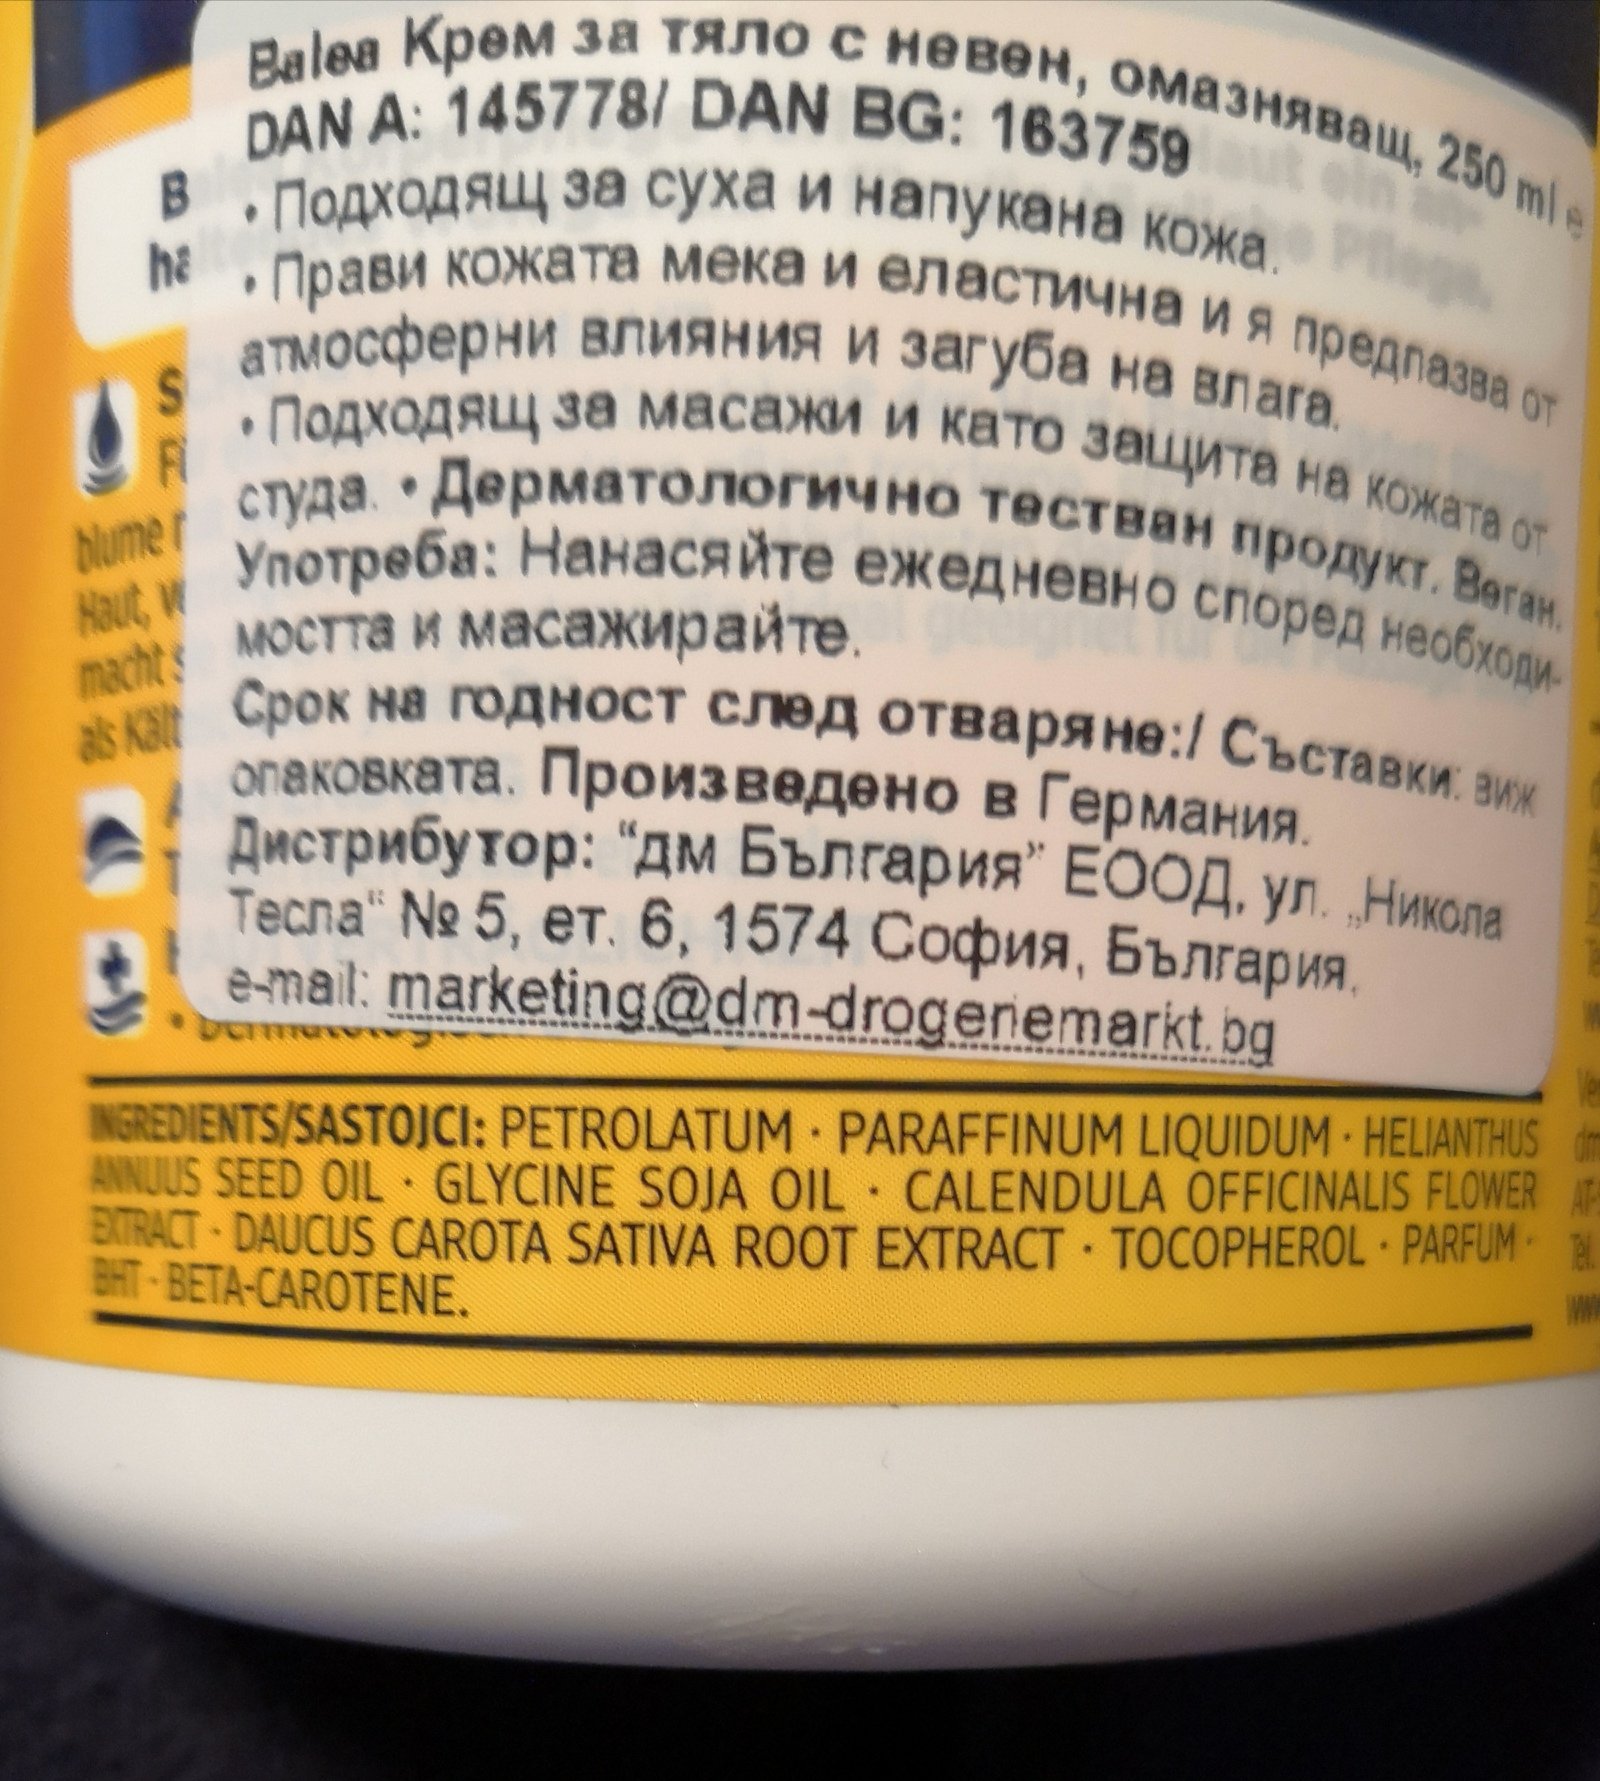 Balea Крем за тяло с невен, омазняващ, 250 ml e
DAN A: 145778/ DAN BG: 163759
• Подходящ за суха и напукана кожа.
• Прави кожата мека и еластична и я предпазва от
атмосферни влияния и загуба на влага.
• Подходящ за масажи и като защита на кожата от
студа. • Дерматологично тестван продукт. Веган.
Употреба: Нанасяйте ежедневно според необходи-
мостта и масажирайте.
Срок на годност след отваряне:/ Съставки: виж
опаковката. Произведено в Германия.
Дистрибутор: “дм България” ЕООД, ул. „Никола
Тесла“ № 5, ет. 6, 1574 София, България,
e-mail: marketing@dm-drogeriemarkt.bg
blume
Haut,
macht
als
INGREDIENTS/SASTOJCI: PETROLATUM · PARAFFINUM LIQUIDUM · HELIANTHUS
ANNUUS SEED OIL · GLYCINE SOJA OIL · CALENDULA OFFICINALIS FLOWER
EXTRACT · DAUCUS CAROTA SATIVA ROOT EXTRACT · TOCOPHEROL · PARFUM ·
BHT · BETA-CAROTENE.